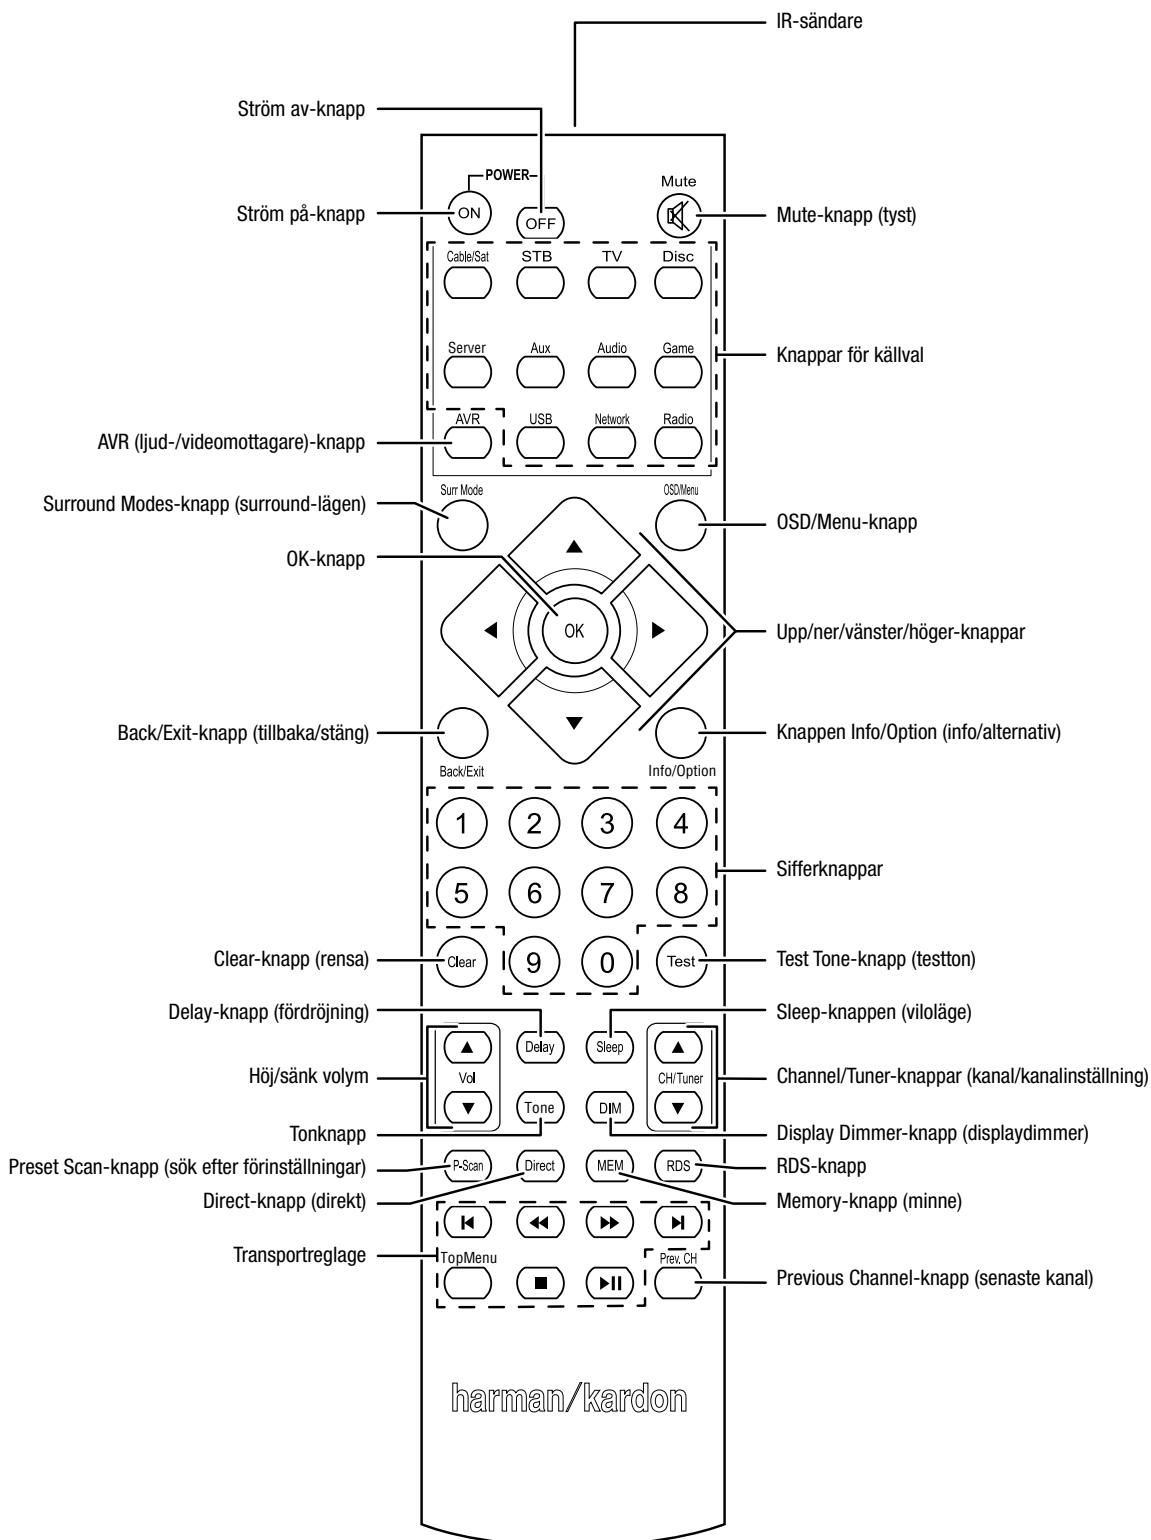 IR-sändare
Ström av-knapp
POWER
Mute
Ström på-knapp
ON
OFF
Mute-knapp (tyst)
Cable/Sat STB TV Disc
Server Aux Audio Game
Knappar för källval
AVR USB Network Radio
AVR (ljud-/videomottagare)-knapp
Surr Mode OSD/Menu
Surround Modes-knapp (surround-lägen)
OSD/Menu-knapp
OK-knapp
OK
Upp/ner/vänster/höger-knappar
Back/Exit-knapp (tillbaka/stäng)
Knappen Info/Option (info/alternativ)
Back/Exit Info/Option
1 2 3 4
Sifferknappar
5 6 7 8
Clear-knapp (rensa)
Clear 9 0 Test
Test Tone-knapp (testton)
Delay-knapp (fördröjning)
Sleep-knappen (viloläge)
Delay Sleep
Höj/sänk volym
Vol CH/Tuner
Channel/Tuner-knappar (kanal/kanalinställning)
Tone DIM
Tonknapp
Display Dimmer-knapp (displaydimmer)
Preset Scan-knapp (sök efter förinställningar)
P-Scan Direct MEM RDS
RDS-knapp
Direct-knapp (direkt)
Memory-knapp (minne)
Transportreglage
TopMenu Prev. CH
Previous Channel-knapp (senaste kanal)
harman/kardon